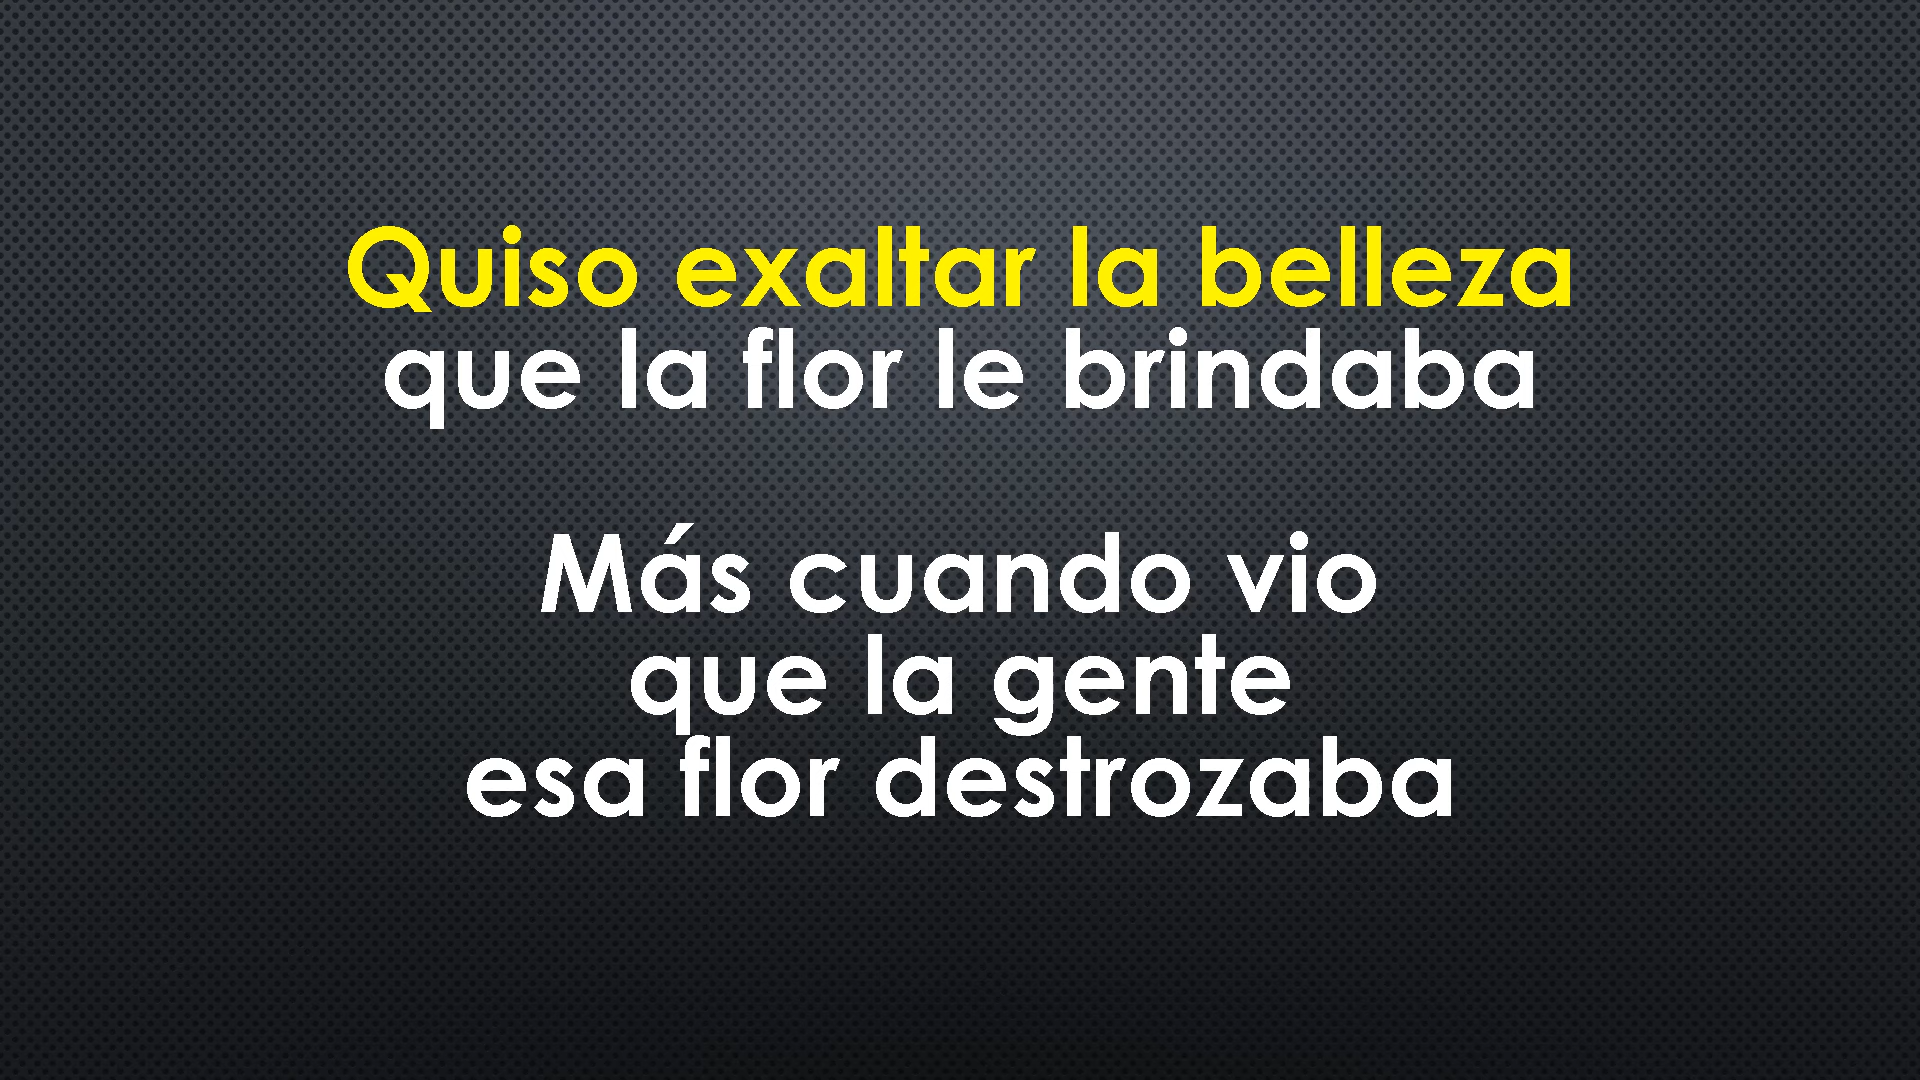 Quiso exaltar la belleza
que la flor le brindaba
Más cuando vio
que la gente
esa flor destrozaba